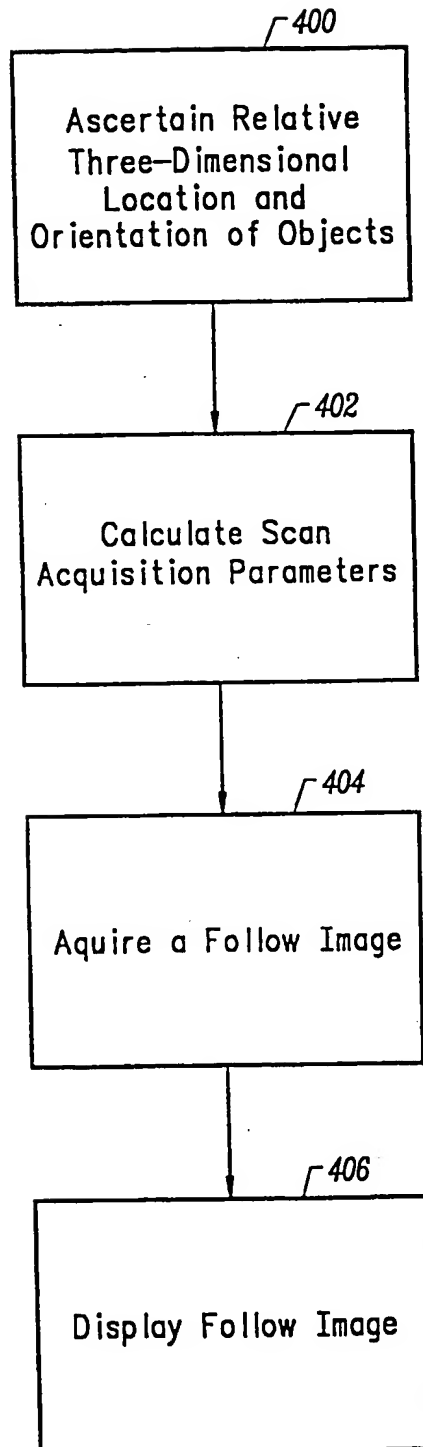 400
Ascertain Relative
Three-Dimensional
Location and
Orientation of Objects
402
Calculate Scan
Acquisition Parameters
404
Aquire a Follow Image
406
Display Follow Image